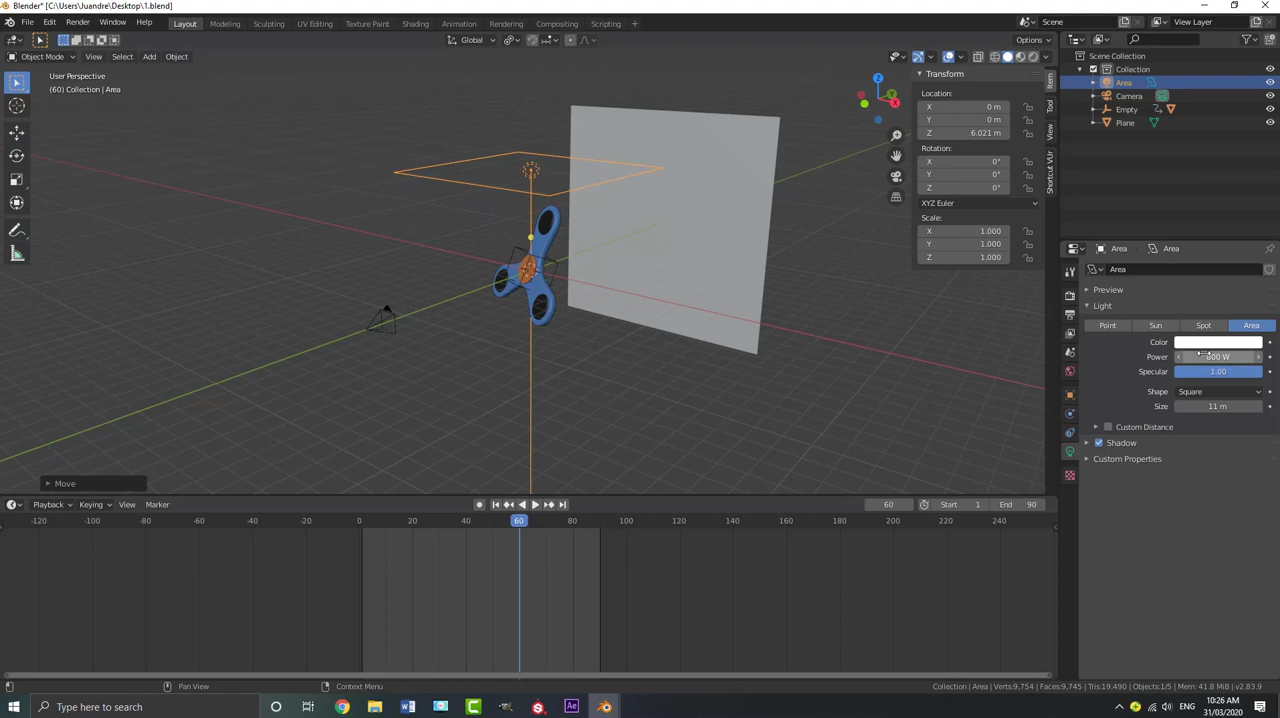 Blender* [C:\Users\Juandre\Desktop\1.blend]
File Edit Render Window Help Layout Modeling Sculpting UV Editing Texture Paint Shading Animation Rendering Compositing Scripting + Scene View Layer
Global Options
Object Mode View Select Add Object
User Perspective
(60) Collection | Area
Transform
Location:
X 0 m
Y 0 m
Z 6.021 m
Rotation:
X 0°
Y 0°
Z 0°
XYZ Euler
Scale:
X 1.000
Y 1.000
Z 1.000
Item
Tool
View
Shortcut VUr
Z
Y
X
Scene Collection
Collection
Area
Camera
Empty
Plane
Area Area
Area
Preview
Light
Point Sun Spot Area
Color
Power 800 W
Specular 1.00
Shape Square
Size 11 m
Custom Distance
Shadow
Custom Properties
Move
Playback Keying View Marker 60 Start 1 End 90
-120 -100 -80 -60 -40 -20 0 20 40 60 80 100 120 140 160 180 200 220 240
Pan View Context Menu Collection | Area | Verts:9,754 | Faces:9,745 | Tris:19,490 | Objects:1/5 | Mem: 41.8 MiB | v2.83.9
Type here to search
10:26 AM
31/03/2020